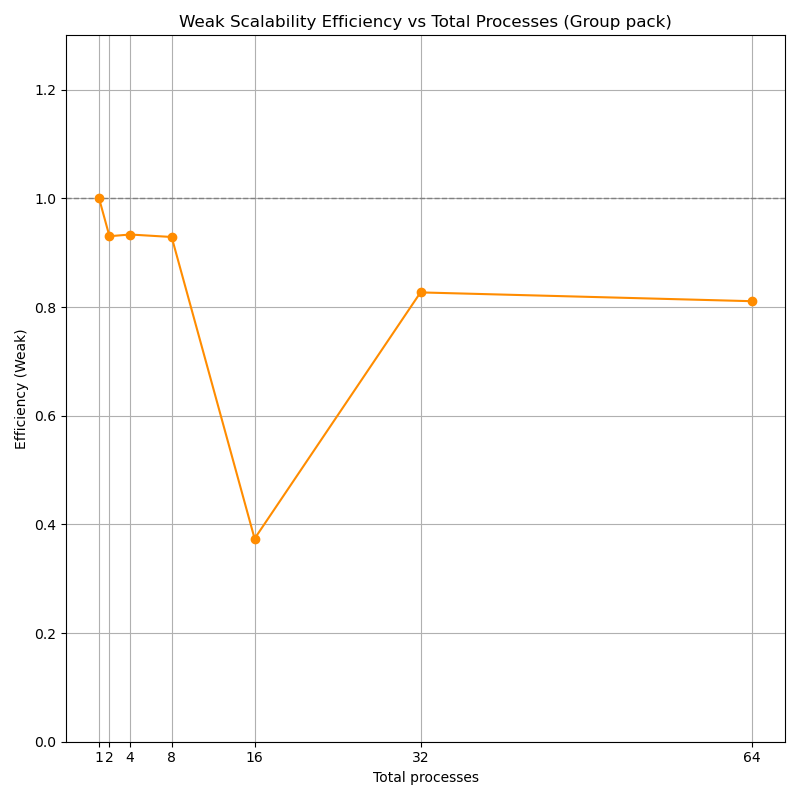 Weak Scalability Efficiency vs Total Processes (Group pack)
Efficiency (Weak)
1.2
1.0
0.8
0.6
0.4
0.2
0.0
1 2 4 8 16 32 64
Total processes